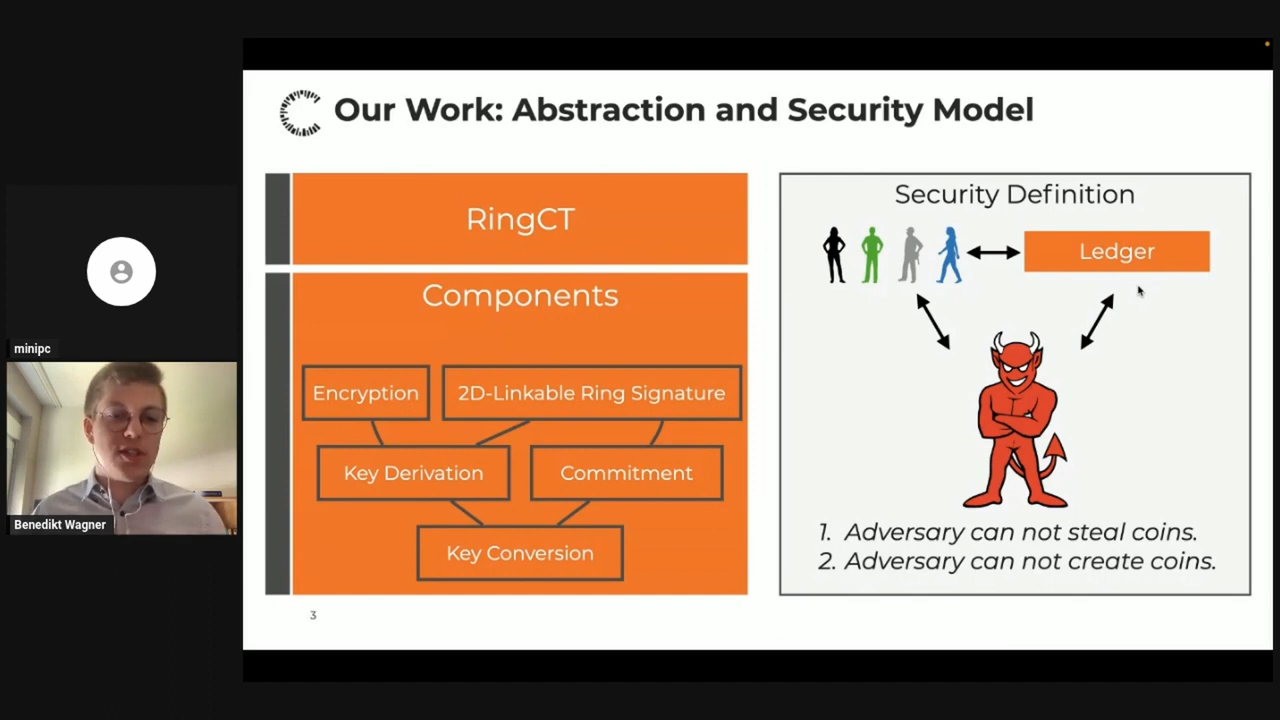 Our Work: Abstraction and Security Model
RingCT
Components
Encryption
2D-Linkable Ring Signature
Key Derivation
Commitment
Key Conversion
3
Security Definition
Ledger
1. Adversary can not steal coins.
2. Adversary can not create coins.
minipc
Benedikt Wagner